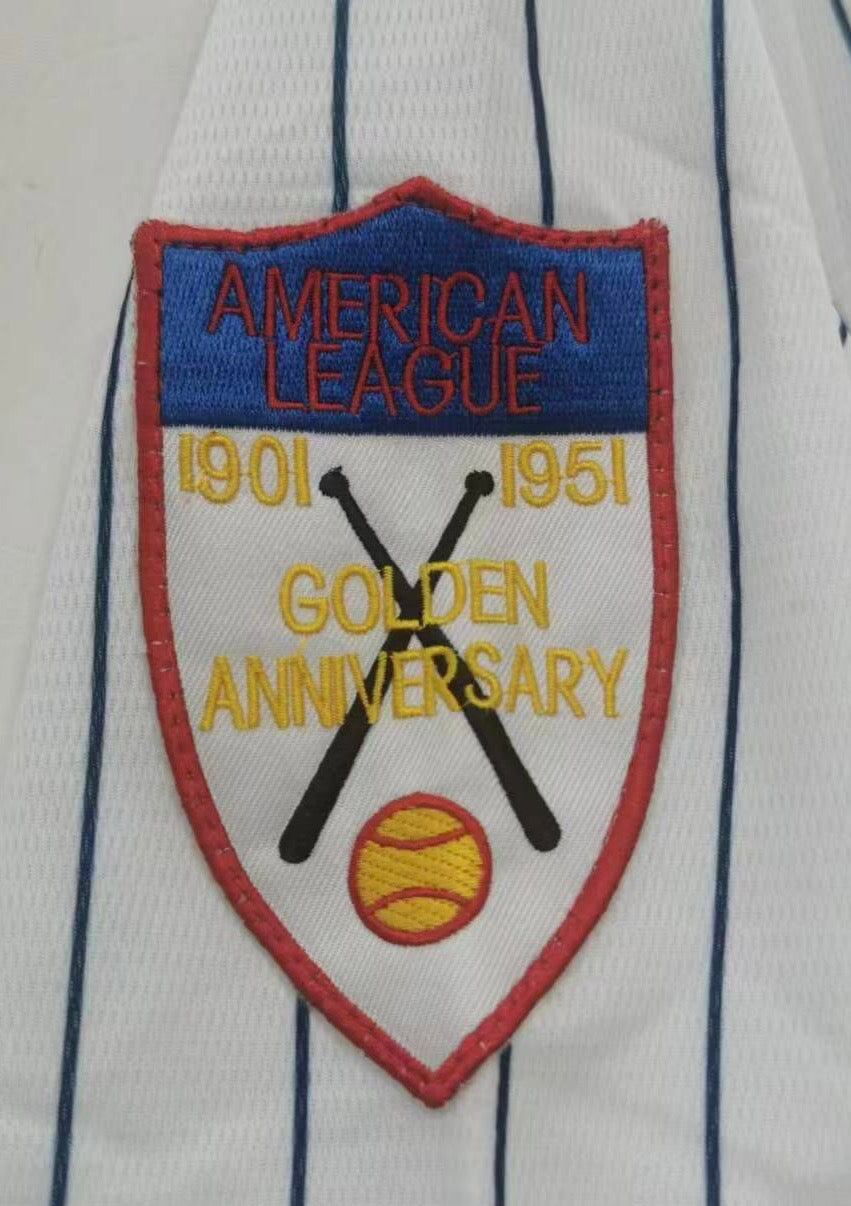 AMERICAN
LEAGUE
1901 1951
GOLDEN
ANNIVERSARY